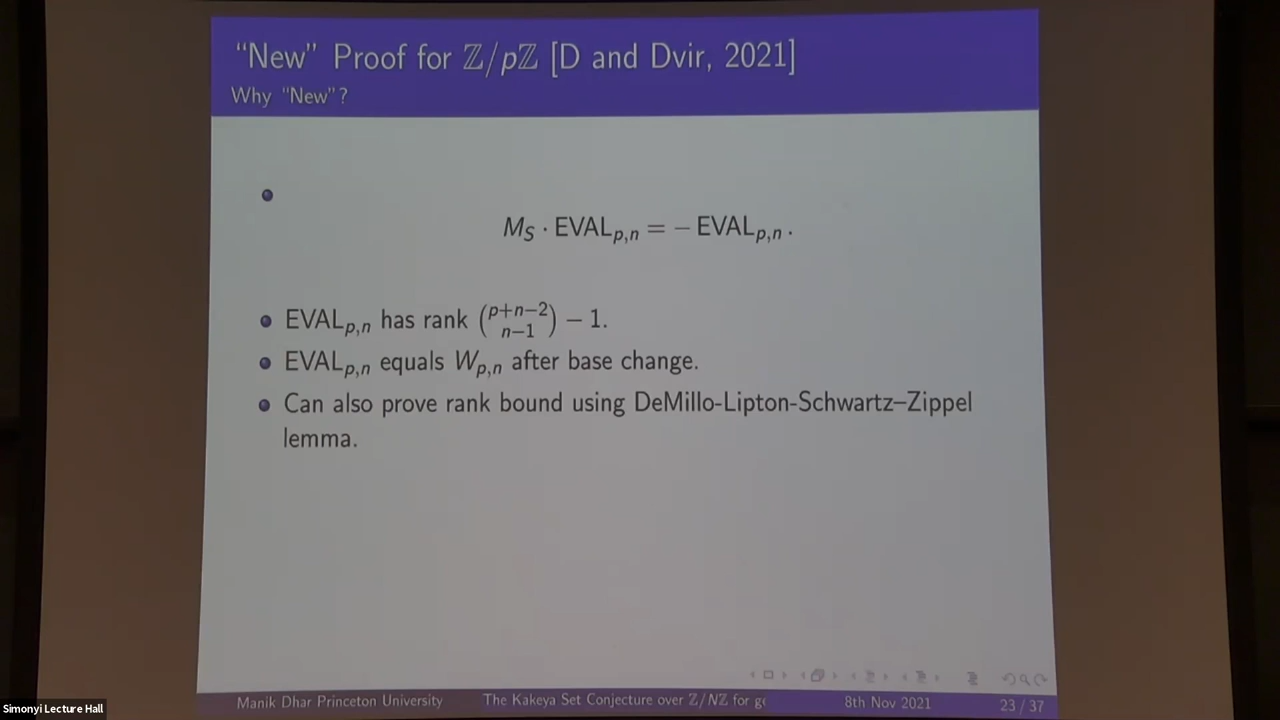 "New" Proof for ℤ/pℤ [D and Dvir, 2021]
Why "New"?
M_S · EVAL_{p,n} = − EVAL_{p,n} .
EVAL_{p,n} has rank \binom{p+n−2}{n−1} − 1.
EVAL_{p,n} equals W_{p,n} after base change.
Can also prove rank bound using DeMillo-Lipton-Schwartz–Zippel
lemma.
Manik Dhar Princeton University The Kakeya Set Conjecture over ℤ/Nℤ for ge 8th Nov 2021 23 / 37
Simonyi Lecture Hall